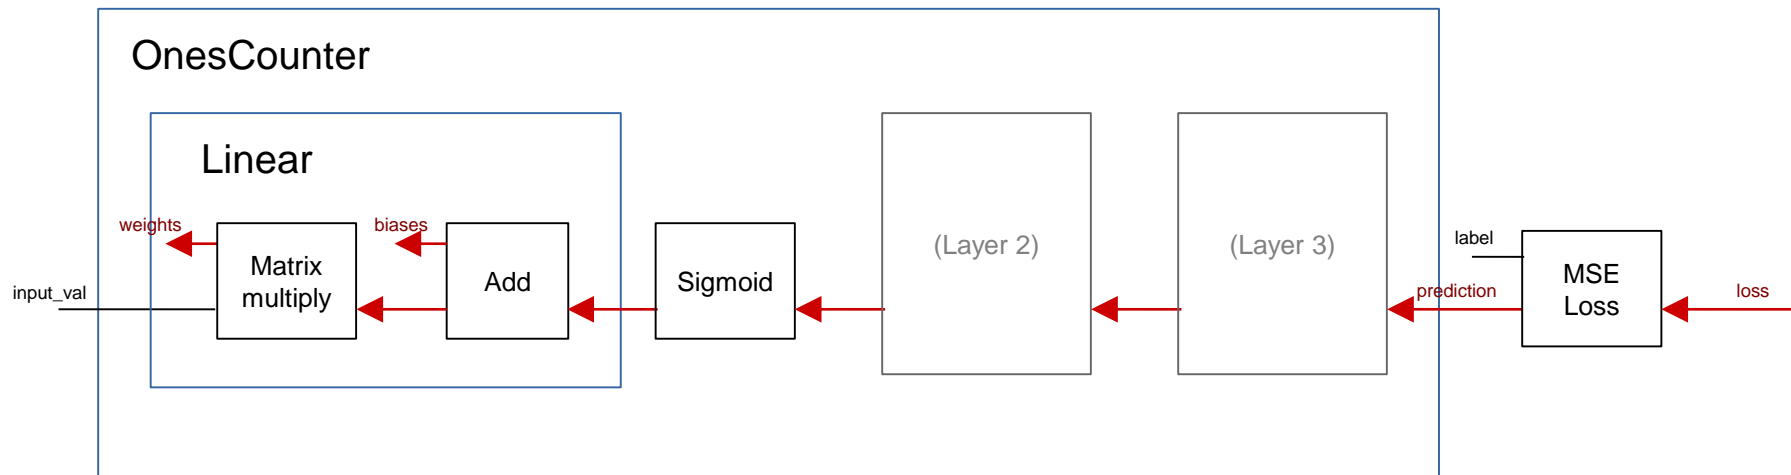 OnesCounter
Linear
weights
biases
input_val
Matrix
multiply
Add
Sigmoid
(Layer 2)
(Layer 3)
label
prediction
MSE
Loss
loss